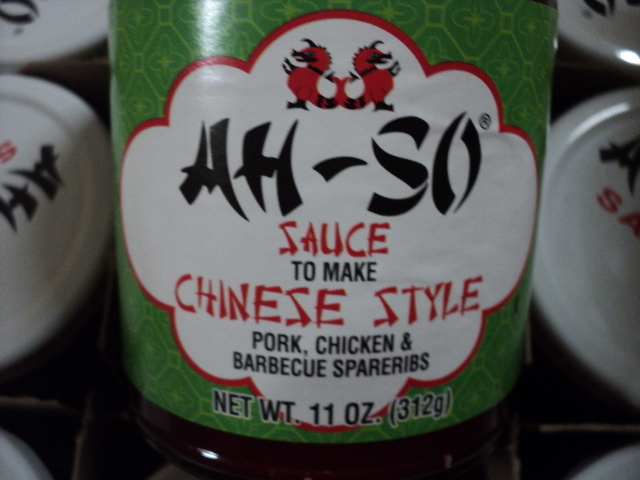 AH-SO®
SAUCE
TO MAKE
CHINESE STYLE
PORK, CHICKEN &
BARBECUE SPARERIBS
NET WT. 11 OZ. (312g)